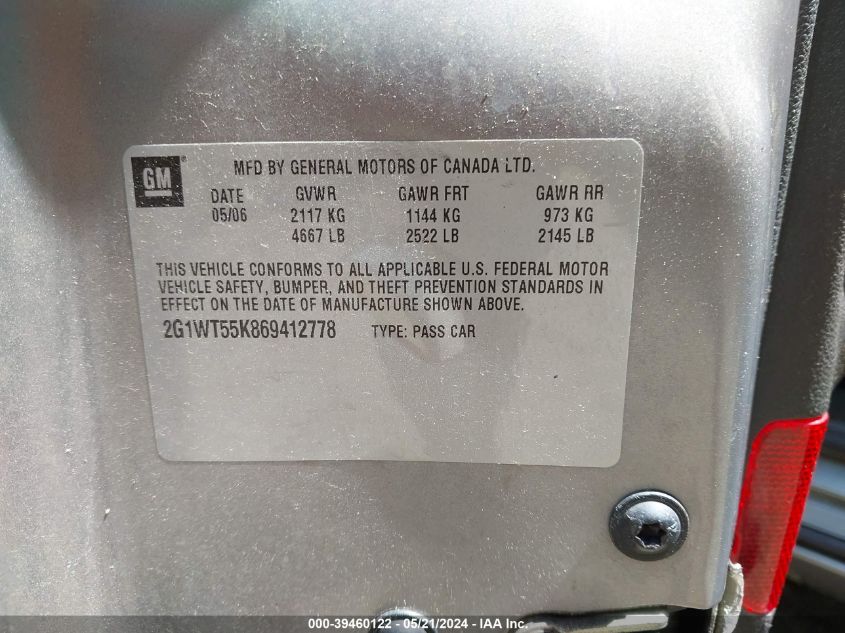 GM
MFD BY GENERAL MOTORS OF CANADA LTD.
DATE GVWR GAWR FRT GAWR RR
05/06 2117 KG 1144 KG 973 KG
4667 LB 2522 LB 2145 LB
THIS VEHICLE CONFORMS TO ALL APPLICABLE U.S. FEDERAL MOTOR
VEHICLE SAFETY, BUMPER, AND THEFT PREVENTION STANDARDS IN
EFFECT ON THE DATE OF MANUFACTURE SHOWN ABOVE.
2G1WT55K869412778 TYPE: PASS CAR
000-39460122 - 05/21/2024 - IAA Inc.